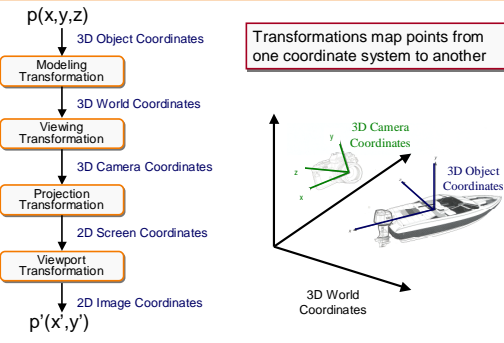 p(x,y,z)
3D Object Coordinates
Modeling
Transformation
3D World Coordinates
Viewing
Transformation
3D Camera Coordinates
Projection
Transformation
2D Screen Coordinates
Viewport
Transformation
2D Image Coordinates
p'(x',y')
Transformations map points from
one coordinate system to another
3D Camera
Coordinates
y
z
x
3D Object
Coordinates
3D World
Coordinates